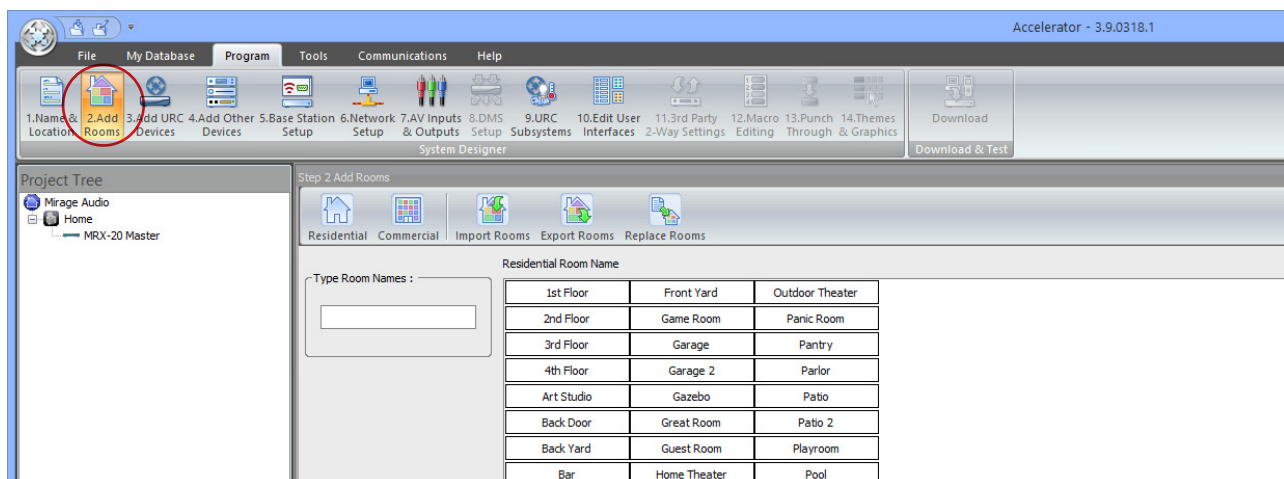 Accelerator - 3.9.0318.1
File My Database Program Tools Communications Help
1.Name & 2.Add 3.Add URC 4.Add Other 5.Base Station 6.Network 7.AV Inputs 8.DMS 9.URC 10.Edit User 11.3rd Party 12.Macro 13.Punch 14.Themes Download
Location Rooms Devices Devices Setup Setup & Outputs Setup Subsystems Interfaces 2-Way Settings Editing Through & Graphics
System Designer Download & Test
Project Tree
Mirage Audio
Home
MRX-20 Master
Step 2 Add Rooms
Residential Commercial Import Rooms Export Rooms Replace Rooms
Type Room Names :
Residential Room Name
1st Floor Front Yard Outdoor Theater
2nd Floor Game Room Panic Room
3rd Floor Garage Pantry
4th Floor Garage 2 Parlor
Art Studio Gazebo Patio
Back Door Great Room Patio 2
Back Yard Guest Room Playroom
Bar Home Theater Pool